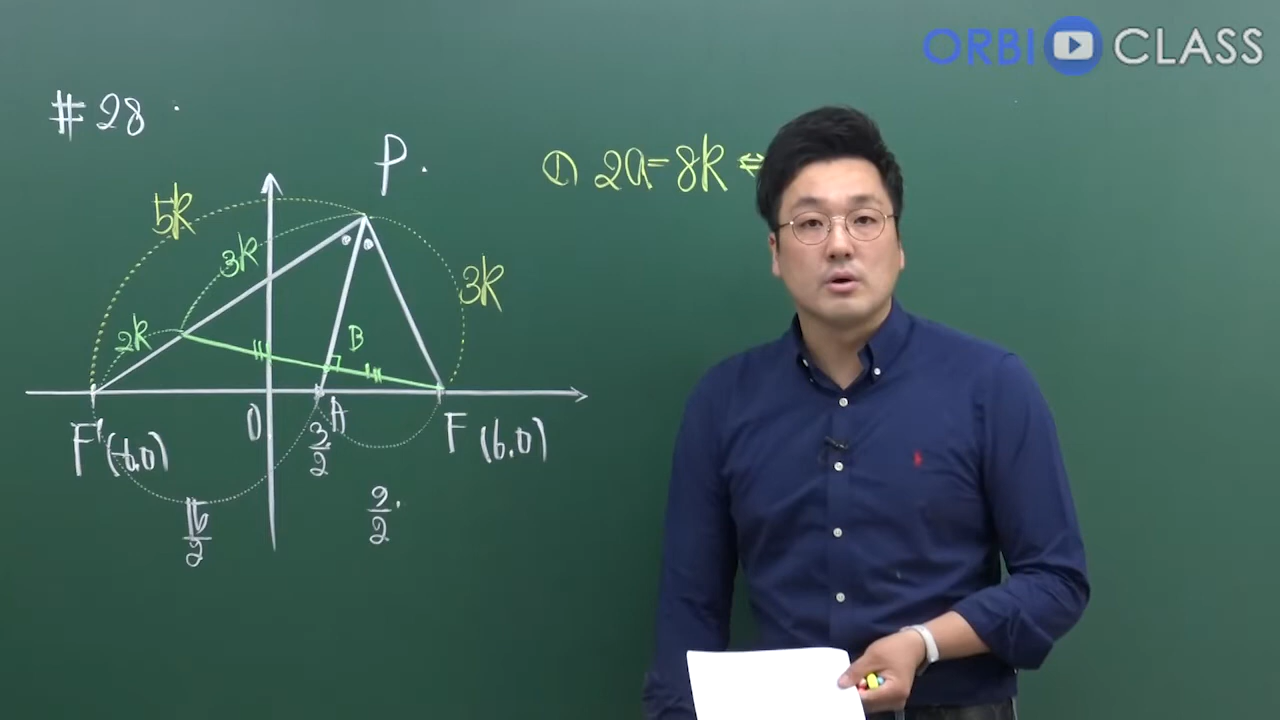 ORBI CLASS
#28
P
① 2a=8k ⇔
5k
3k
3k
2k
B
O
A
F'(-6.0)
3/2
F(6.0)
15/2
9/2